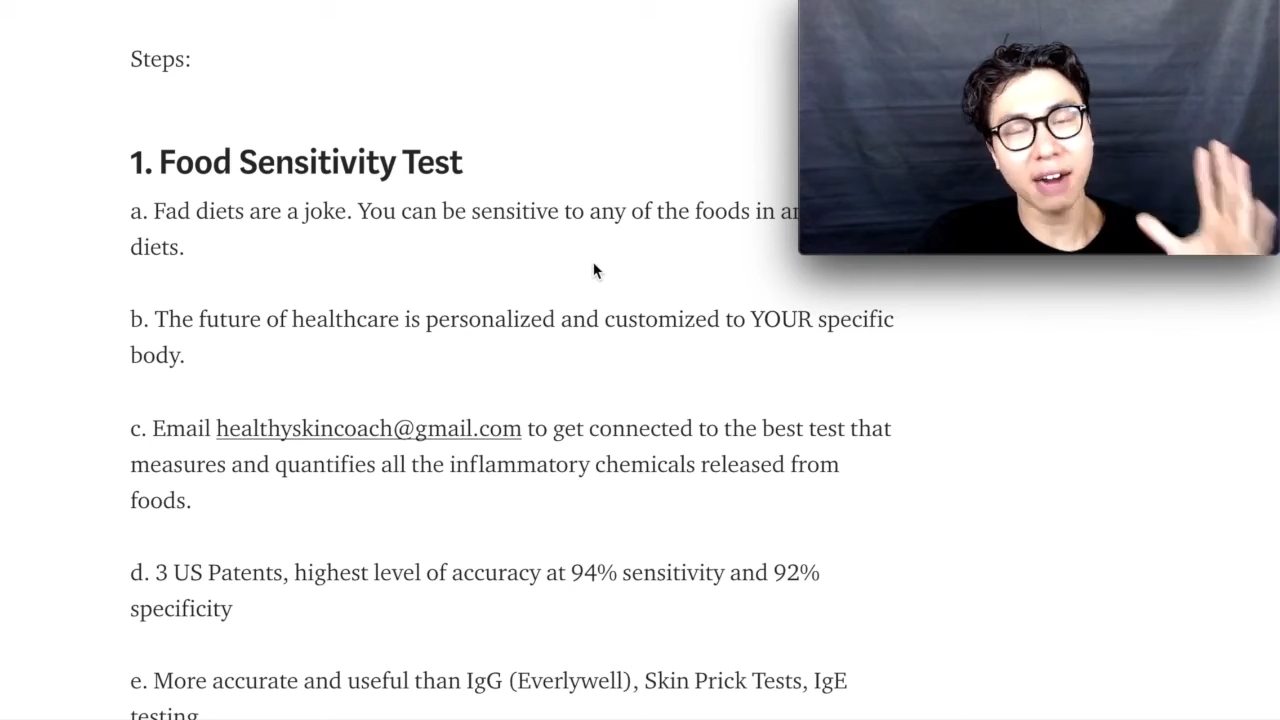 Steps:
1. Food Sensitivity Test
a. Fad diets are a joke. You can be sensitive to any of the foods in
diets.
b. The future of healthcare is personalized and customized to YOUR specific
body.
c. Email healthyskincoach@gmail.com to get connected to the best test that
measures and quantifies all the inflammatory chemicals released from
foods.
d. 3 US Patents, highest level of accuracy at 94% sensitivity and 92%
specificity
e. More accurate and useful than IgG (Everlywell), Skin Prick Tests, IgE
testing